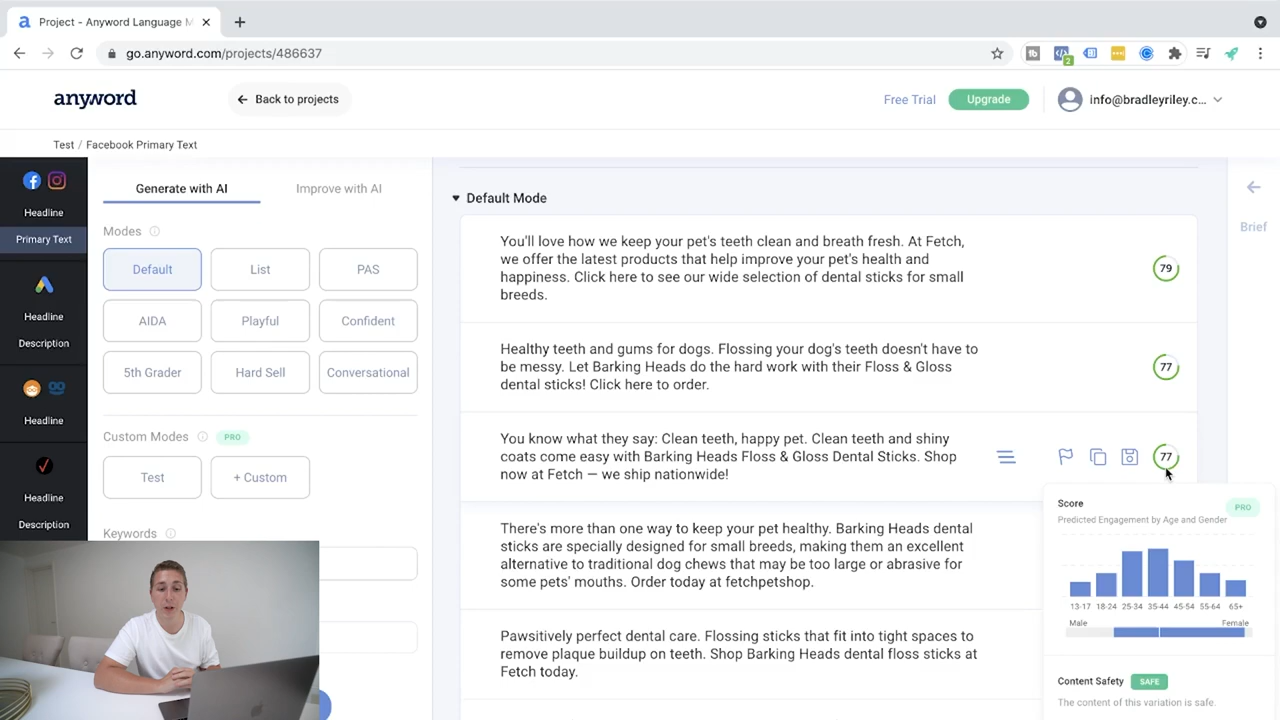 Project - Anyword Language M
go.anyword.com/projects/486637
2
anyword
Back to projects
Free Trial
Upgrade
info@bradleyriley.c...
Test / Facebook Primary Text
Headline
Primary Text
Headline
Description
Headline
Headline
Description
Generate with AI
Improve with AI
Modes
Default
List
PAS
AIDA
Playful
Confident
5th Grader
Hard Sell
Conversational
Custom Modes
PRO
Test
+ Custom
Keywords
Default Mode
You'll love how we keep your pet's teeth clean and breath fresh. At Fetch,
we offer the latest products that help improve your pet's health and
happiness. Click here to see our wide selection of dental sticks for small
breeds.
79
Healthy teeth and gums for dogs. Flossing your dog's teeth doesn't have to
be messy. Let Barking Heads do the hard work with their Floss & Gloss
dental sticks! Click here to order.
77
You know what they say: Clean teeth, happy pet. Clean teeth and shiny
coats come easy with Barking Heads Floss & Gloss Dental Sticks. Shop
now at Fetch — we ship nationwide!
77
There's more than one way to keep your pet healthy. Barking Heads dental
sticks are specially designed for small breeds, making them an excellent
alternative to traditional dog chews that may be too large or abrasive for
some pets' mouths. Order today at fetchpetshop.
Pawsitively perfect dental care. Flossing sticks that fit into tight spaces to
remove plaque buildup on teeth. Shop Barking Heads dental floss sticks at
Fetch today.
Brief
Score
PRO
Predicted Engagement by Age and Gender
13-17 18-24 25-34 35-44 45-54 55-64 65+
Male
Female
Content Safety
SAFE
The content of this variation is safe.